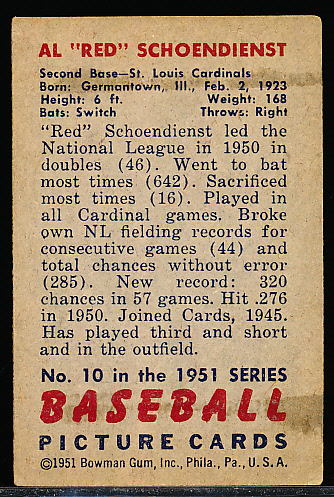 AL "RED" SCHOENDIENST
Second Base—St. Louis Cardinals
Born: Germantown, Ill., Feb. 2, 1923
Height: 6 ft. Weight: 168
Bats: Switch Throws: Right
"Red" Schoendienst led the
National League in 1950 in
doubles (46). Went to bat
most times (642). Sacrificed
most times (16). Played in
all Cardinal games. Broke
own NL fielding records for
consecutive games (44) and
total chances without error
(285). New record: 320
chances in 57 games. Hit .276
in 1950. Joined Cards, 1945.
Has played third and short
and in the outfield.
No. 10 in the 1951 SERIES
BASEBALL
PICTURE CARDS
©1951 Bowman Gum, Inc., Phila., Pa., U. S. A.